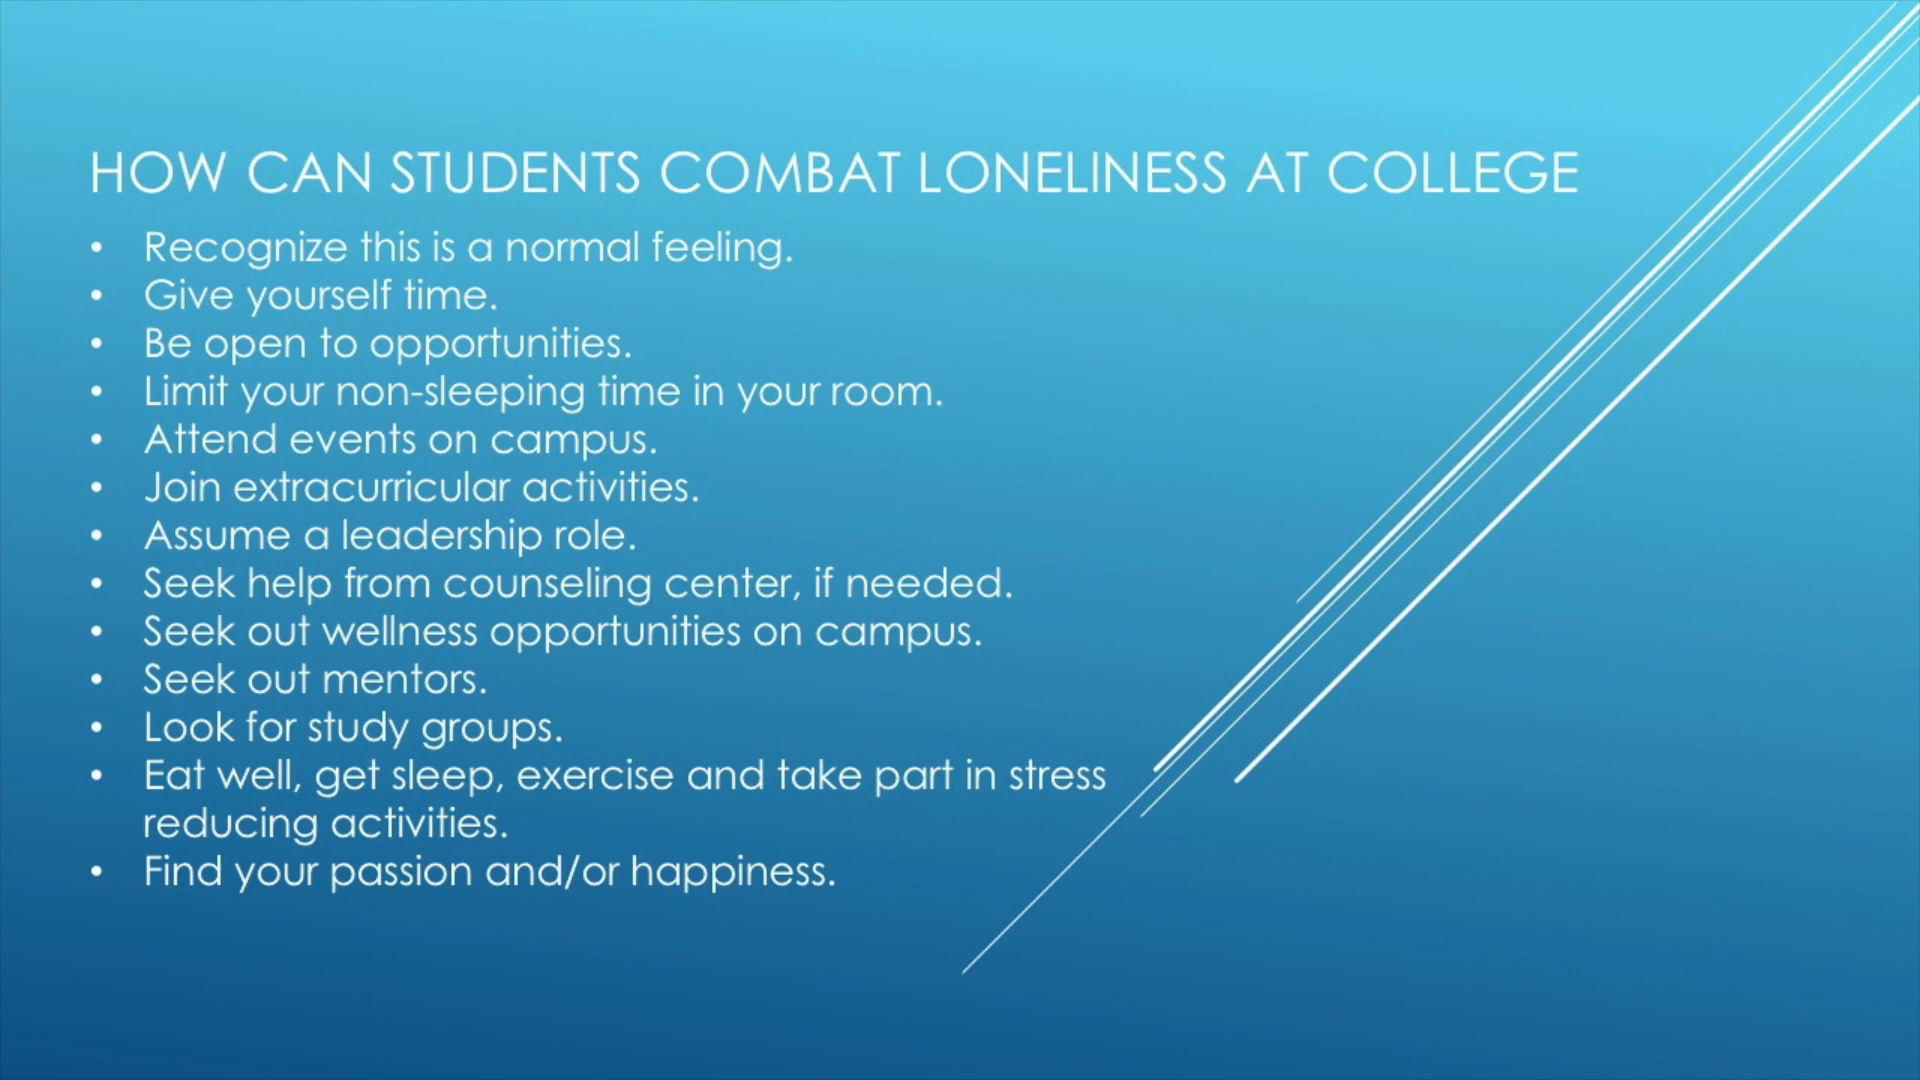 HOW CAN STUDENTS COMBAT LONELINESS AT COLLEGE
• Recognize this is a normal feeling.
• Give yourself time.
• Be open to opportunities.
• Limit your non-sleeping time in your room.
• Attend events on campus.
• Join extracurricular activities.
• Assume a leadership role.
• Seek help from counseling center, if needed.
• Seek out wellness opportunities on campus.
• Seek out mentors.
• Look for study groups.
• Eat well, get sleep, exercise and take part in stress
reducing activities.
• Find your passion and/or happiness.